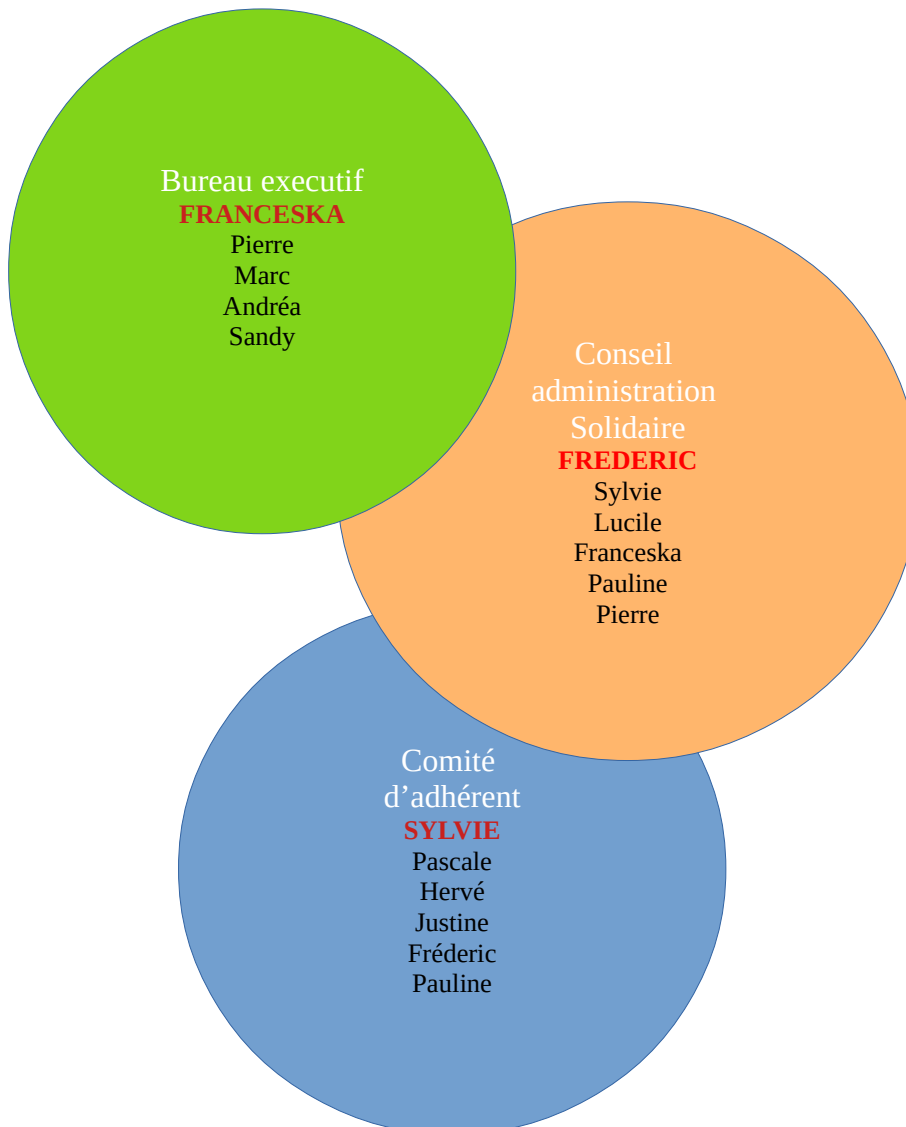 Bureau executif
FRANCESKA
Pierre
Marc
Andréa
Sandy
Conseil
administration
Solidaire
FREDERIC
Sylvie
Lucile
Franceska
Pauline
Pierre
Comité
d’adhérent
SYLVIE
Pascale
Hervé
Justine
Fréderic
Pauline